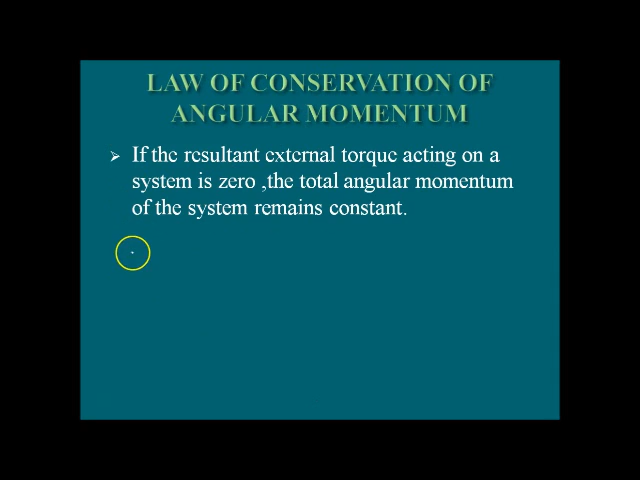 LAW OF CONSERVATION OF
ANGULAR MOMENTUM
➢ If the resultant external torque acting on a
system is zero ,the total angular momentum
of the system remains constant.